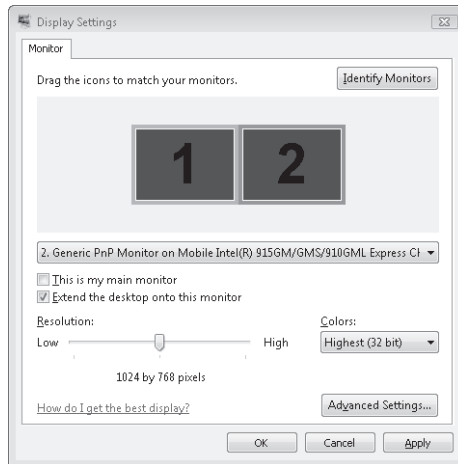 Display Settings
Monitor
Drag the icons to match your monitors.
Identify Monitors
1 2
2. Generic PnP Monitor on Mobile Intel(R) 915GM/GMS/910GML Express
This is my main monitor
Extend the desktop onto this monitor
Resolution:
Colors:
Low High
Highest (32 bit)
1024 by 768 pixels
How do I get the best display?
Advanced Settings...
OK Cancel Apply